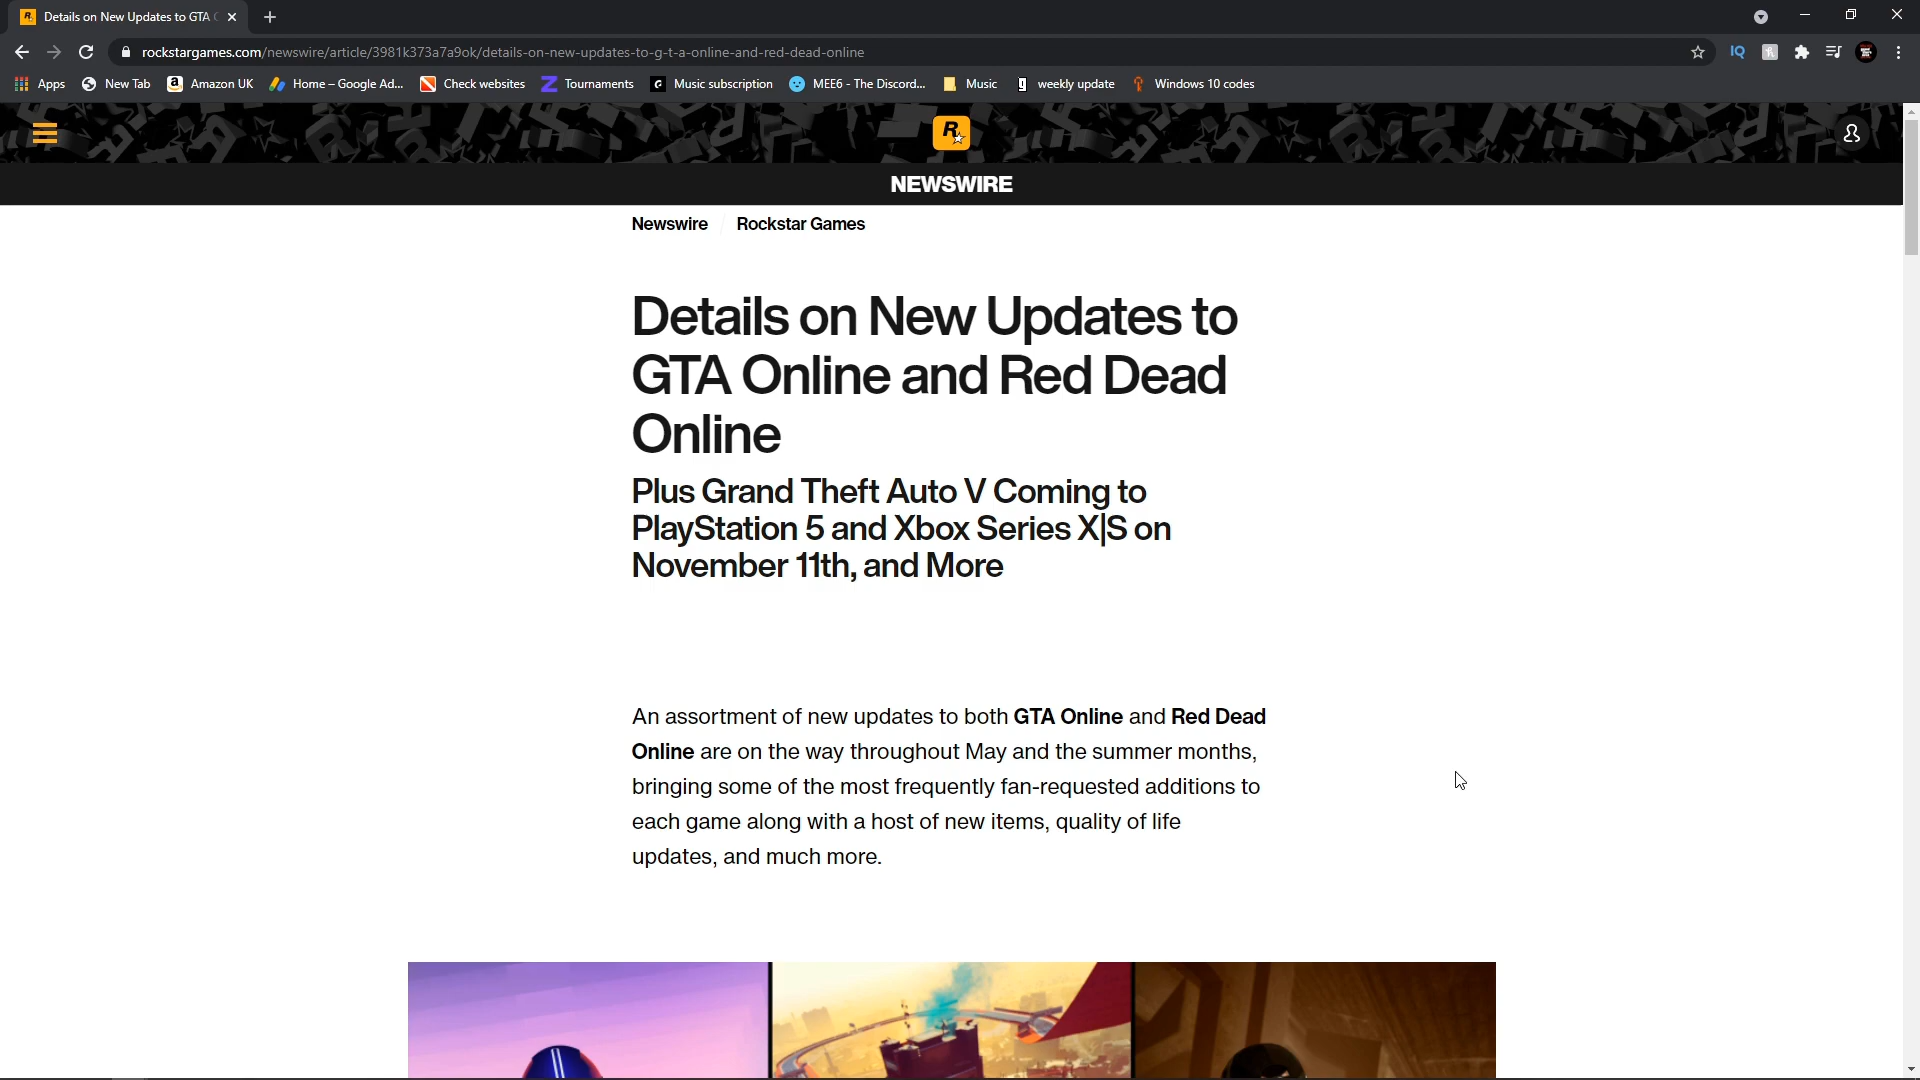 Details on New Updates to GTA
rockstargames.com/newswire/article/3981k373a7a9ok/details-on-new-updates-to-g-t-a-online-and-red-dead-online
IQ
Apps
New Tab
Amazon UK
Home – Google Ad...
Check websites
Tournaments
Music subscription
MEE6 - The Discord...
Music
weekly update
Windows 10 codes
R
NEWSWIRE
Newswire
Rockstar Games
Details on New Updates to
GTA Online and Red Dead
Online
Plus Grand Theft Auto V Coming to
PlayStation 5 and Xbox Series X|S on
November 11th, and More
An assortment of new updates to both GTA Online and Red Dead
Online are on the way throughout May and the summer months,
bringing some of the most frequently fan-requested additions to
each game along with a host of new items, quality of life
updates, and much more.